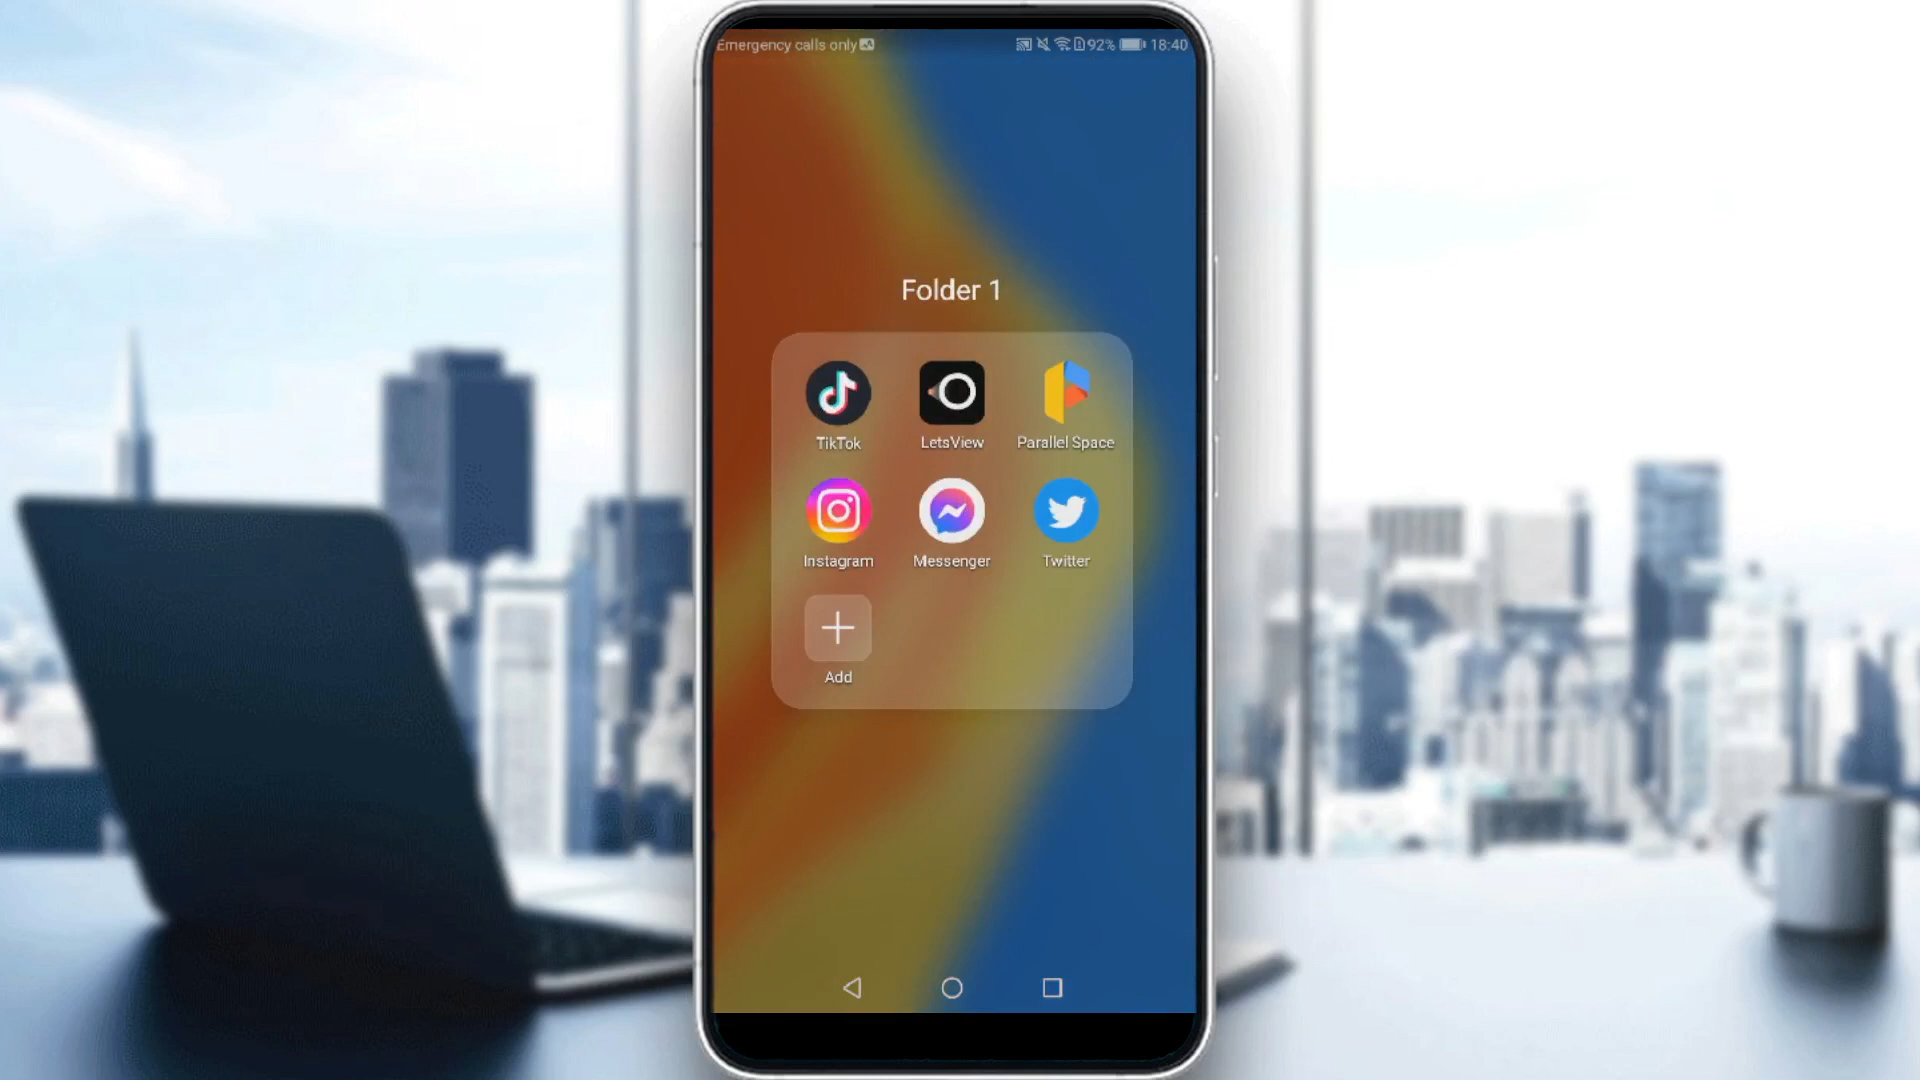 Emergency calls only 92% 18:40
Folder 1
TikTok LetsView Parallel Space
Instagram Messenger Twitter
Add